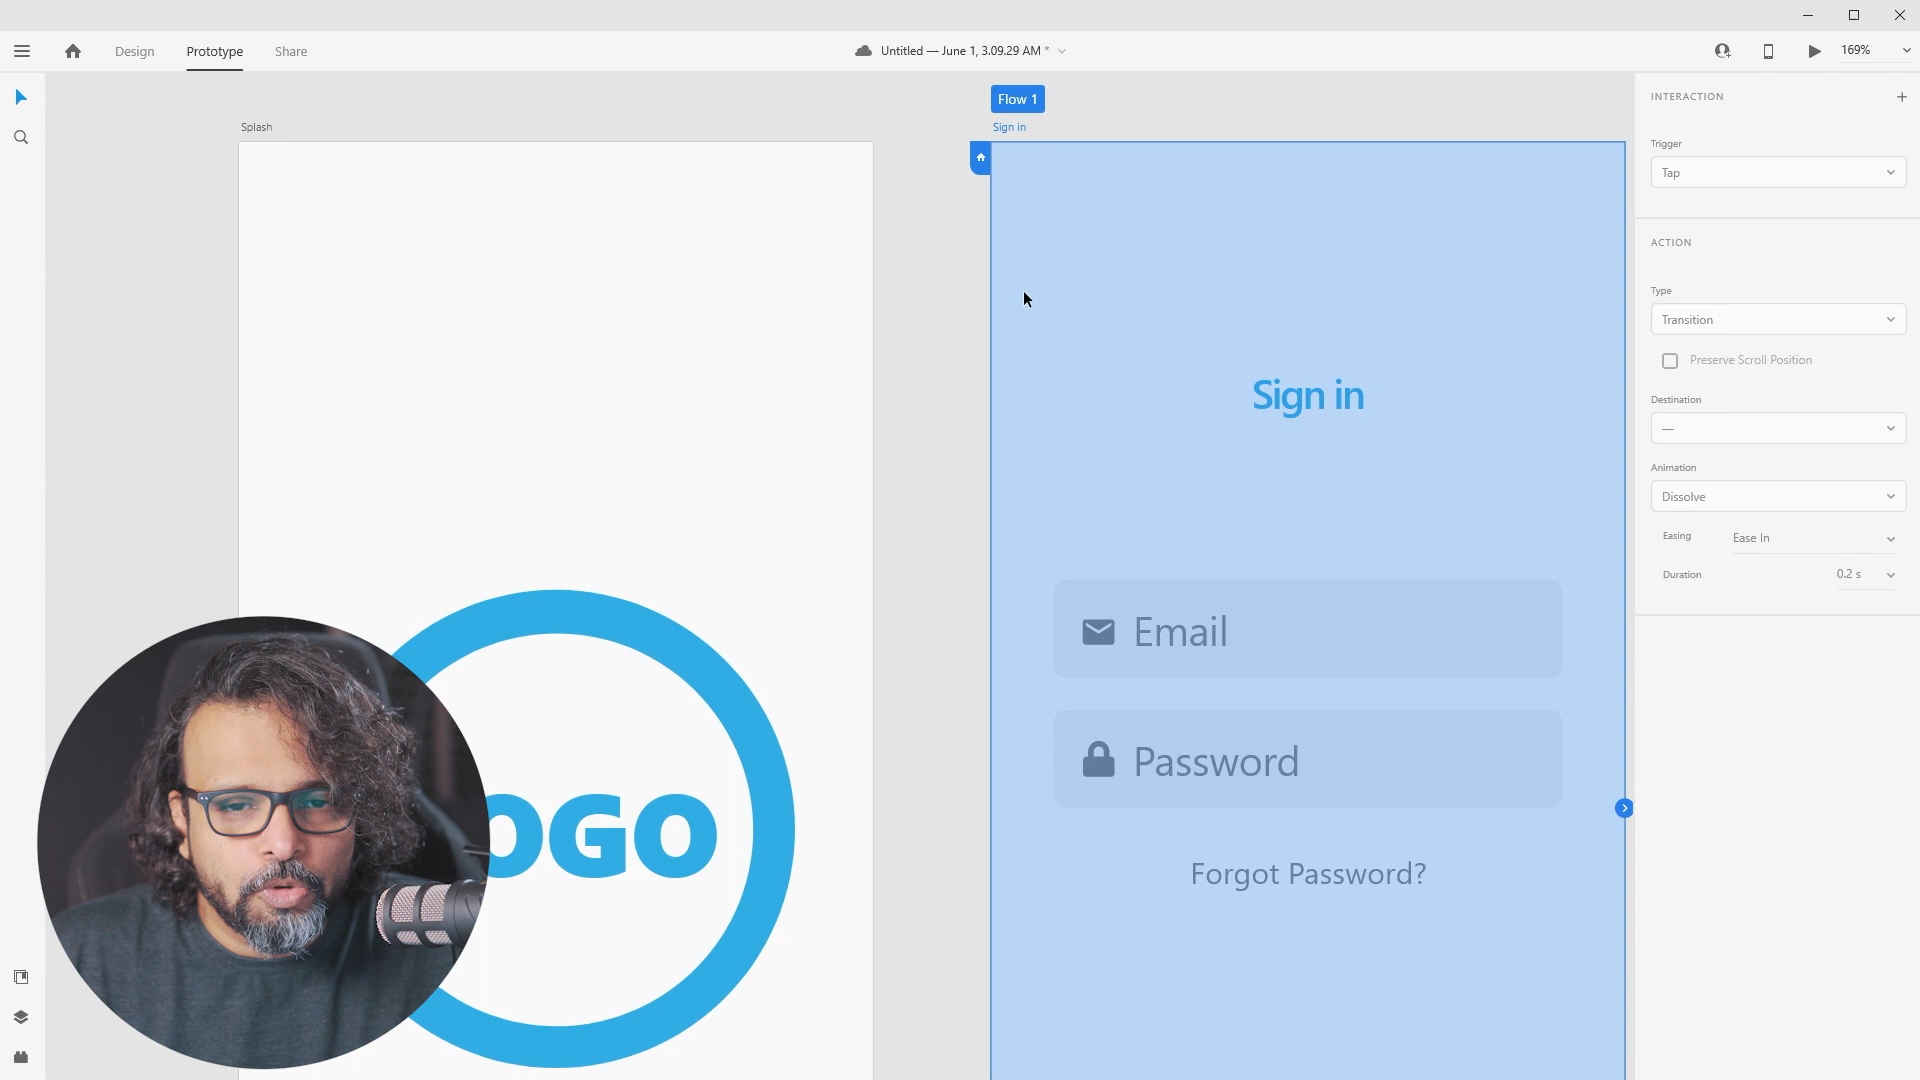 Design
Prototype
Share
Untitled — June 1, 3.09.29 AM *
169%
Flow 1
Splash
Sign in
INTERACTION
Trigger
Tap
ACTION
Type
Transition
Preserve Scroll Position
Destination
—
Animation
Dissolve
Easing
Ease In
Duration
0.2 s
Sign in
Email
Password
Forgot Password?
OGO